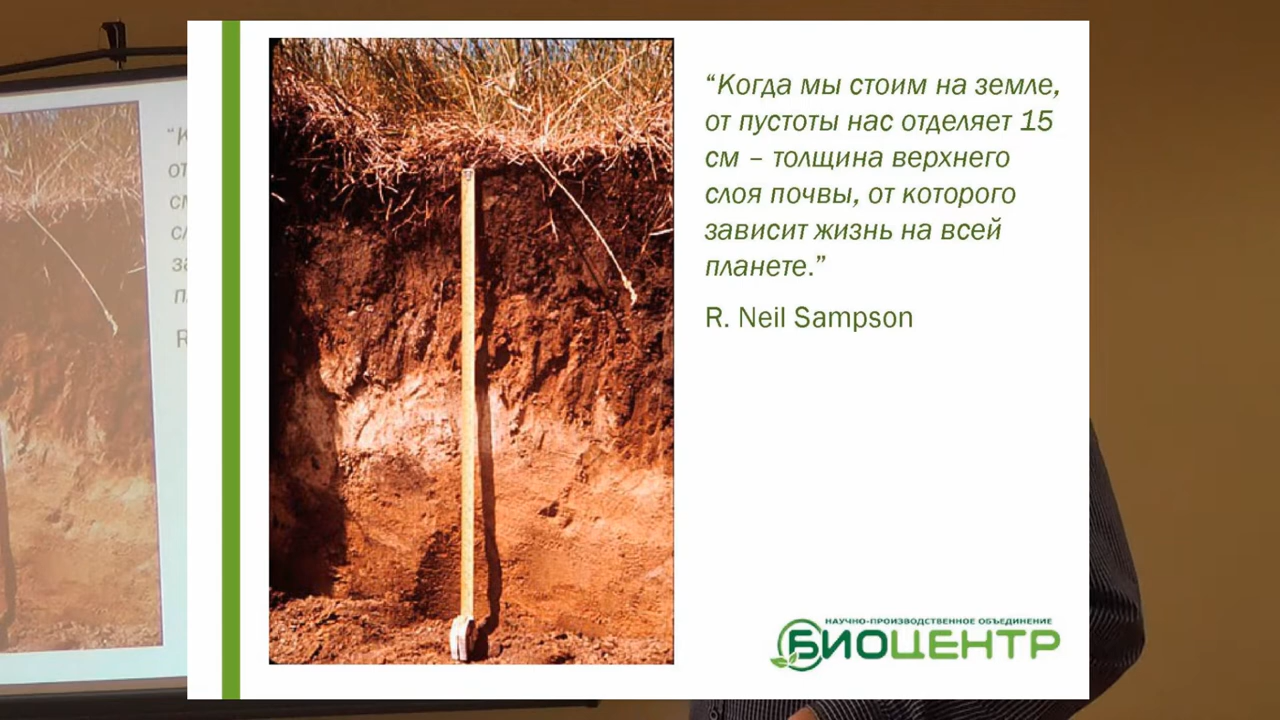 “Когда мы стоим на земле,
от пустоты нас отделяет 15
см – толщина верхнего
слоя почвы, от которого
зависит жизнь на всей
планете.”
R. Neil Sampson
НАУЧНО-ПРОИЗВОДСТВЕННОЕ ОБЪЕДИНЕНИЕ
БИОЦЕНТР